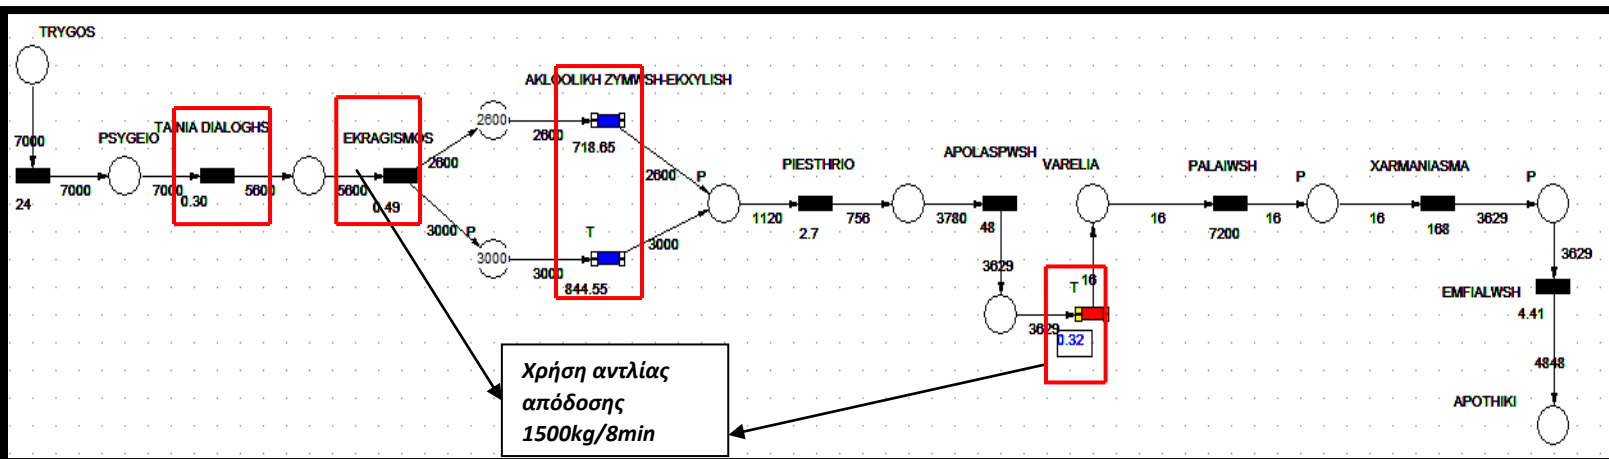 TRYGOS
7000
24
7000
PSYGEIO
7000
TAINIA DIALOGHS
0.30
5600
5600
EKRAGISMOS
0.49
2600
3000
P
2600
3000
2600
3000
AKLOOLIKH ZYMWSH-EKXYLISH
718.65
T
844.55
2600
3000
P
1120
PIESTHRIO
2.7
756
3780
APOLASPWSH
48
3629
3629
T
0.32
16
VARELIA
16
PALAIWSH
7200
16
P
16
XARMANIASMA
168
3629
P
3629
EMFIALWSH
4.41
4848
APOTHIKI
Χρήση αντλίας
απόδοσης
1500kg/8min